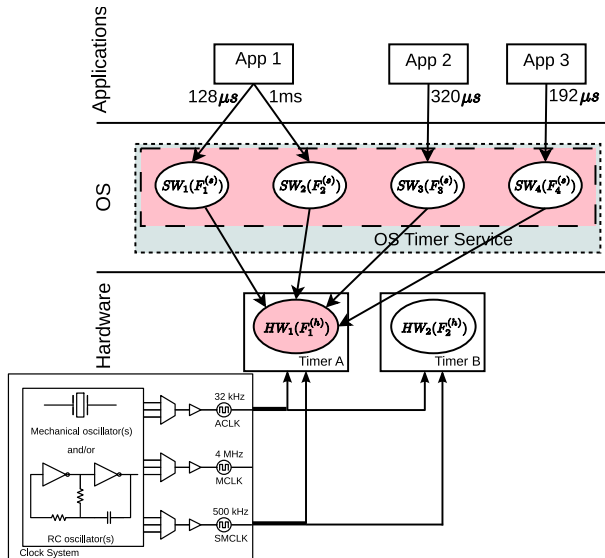 Applications
App 1
App 2
App 3
128μs
1ms
320μs
192μs
OS
SW₁(F₁⁽ˢ⁾)
SW₂(F₂⁽ˢ⁾)
SW₃(F₃⁽ˢ⁾)
SW₄(F₄⁽ˢ⁾)
OS Timer Service
Hardware
HW₁(F₁⁽ʰ⁾)
HW₂(F₂⁽ʰ⁾)
Timer A
Timer B
32 kHz
ACLK
Mechanical oscillator(s)
and/or
4 MHz
MCLK
500 kHz
SMCLK
RC oscillator(s)
Clock System